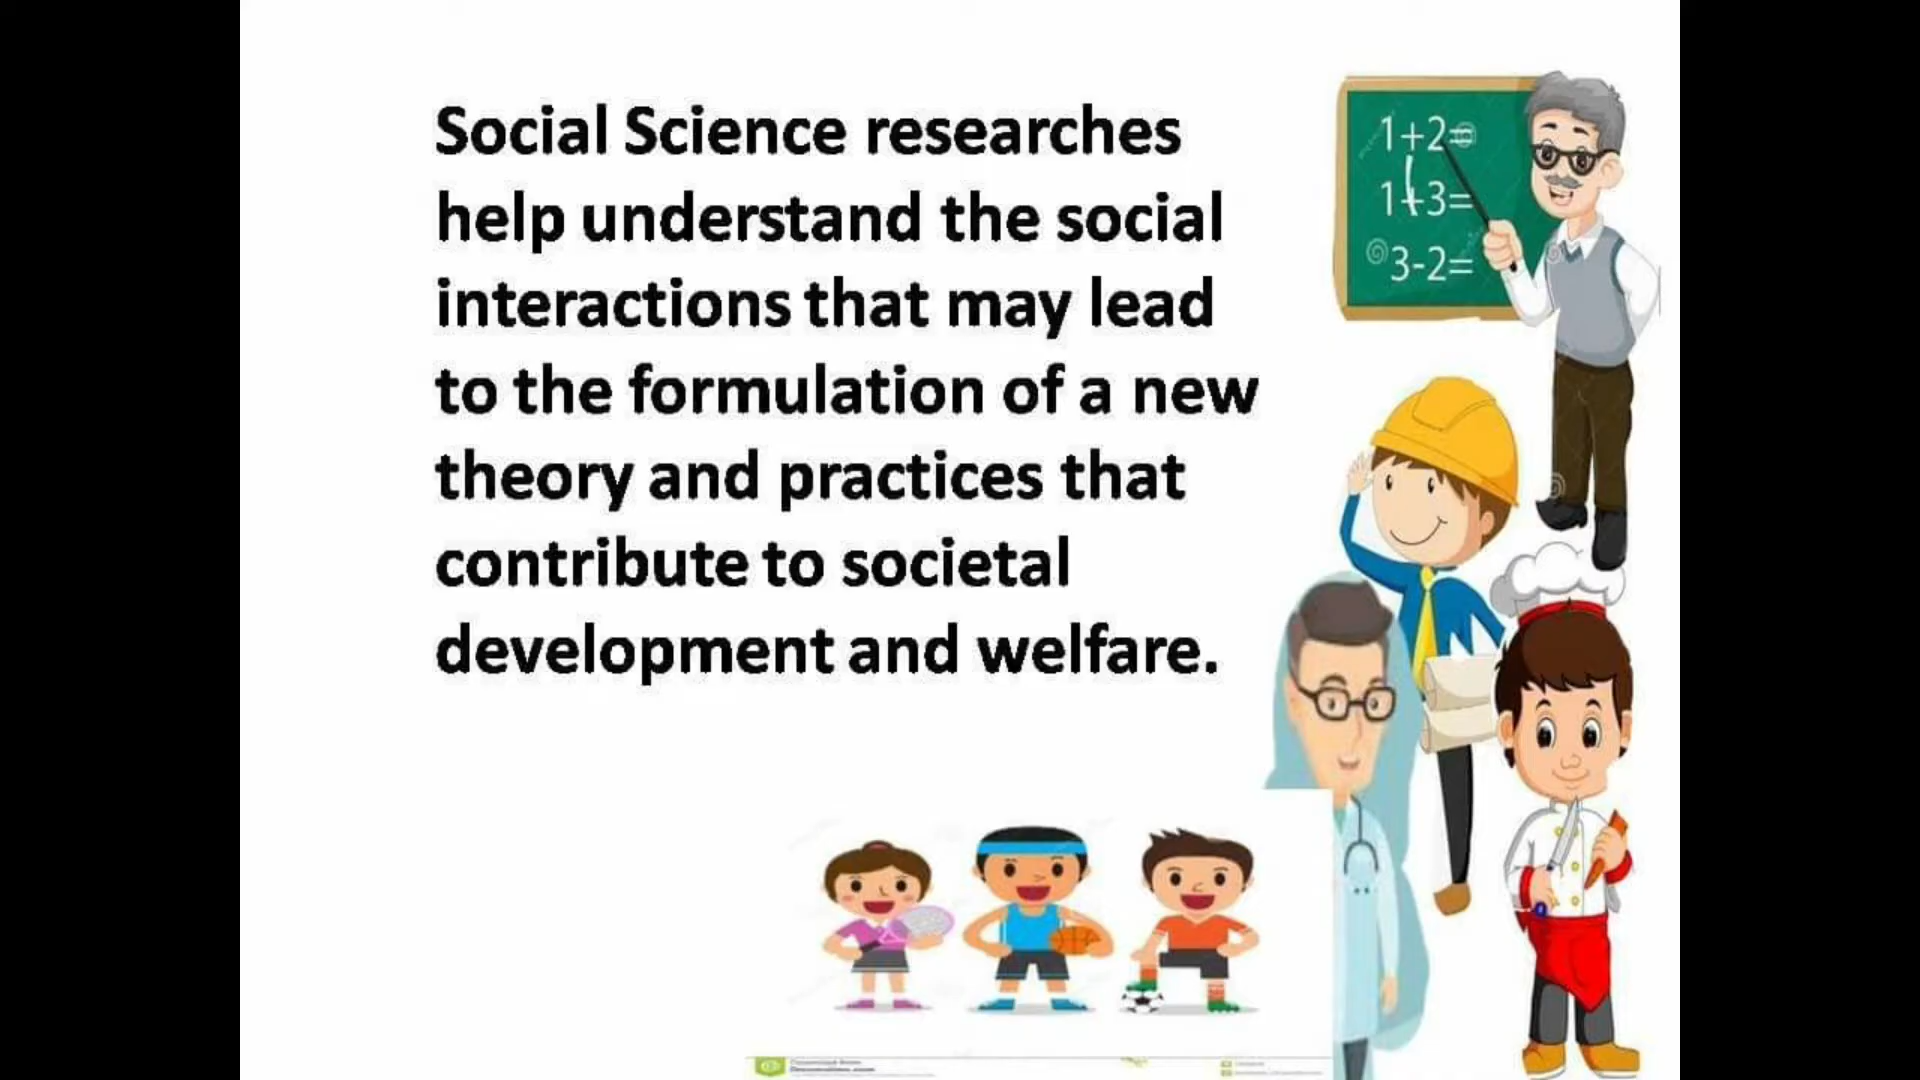 Social Science researches
help understand the social
interactions that may lead
to the formulation of a new
theory and practices that
contribute to societal
development and welfare.
1+2=
1+3=
3-2=